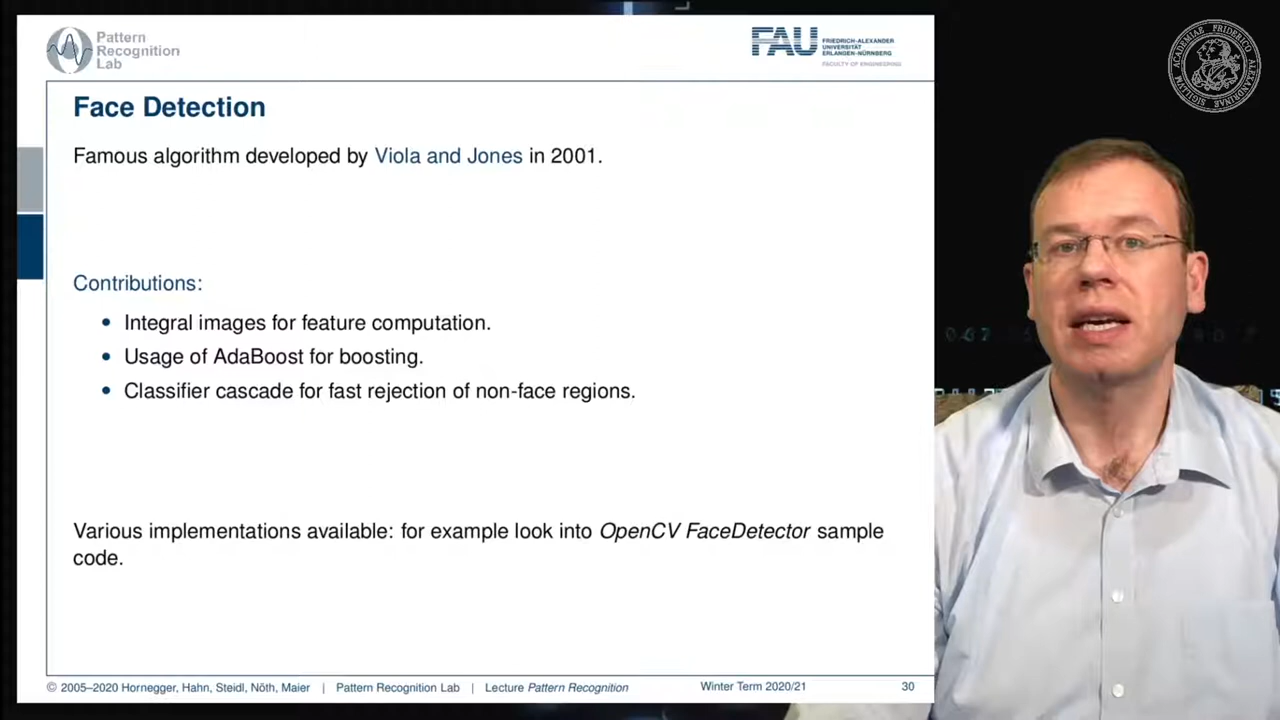 Pattern
Recognition
Lab
FAU
FRIEDRICH-ALEXANDER
UNIVERSITÄT
ERLANGEN-NÜRNBERG
FACULTY OF ENGINEERING
Face Detection
Famous algorithm developed by Viola and Jones in 2001.
Contributions:
• Integral images for feature computation.
• Usage of AdaBoost for boosting.
• Classifier cascade for fast rejection of non-face regions.
Various implementations available: for example look into OpenCV FaceDetector sample
code.
© 2005–2020 Hornegger, Hahn, Steidl, Nöth, Maier | Pattern Recognition Lab | Lecture Pattern Recognition Winter Term 2020/21 30